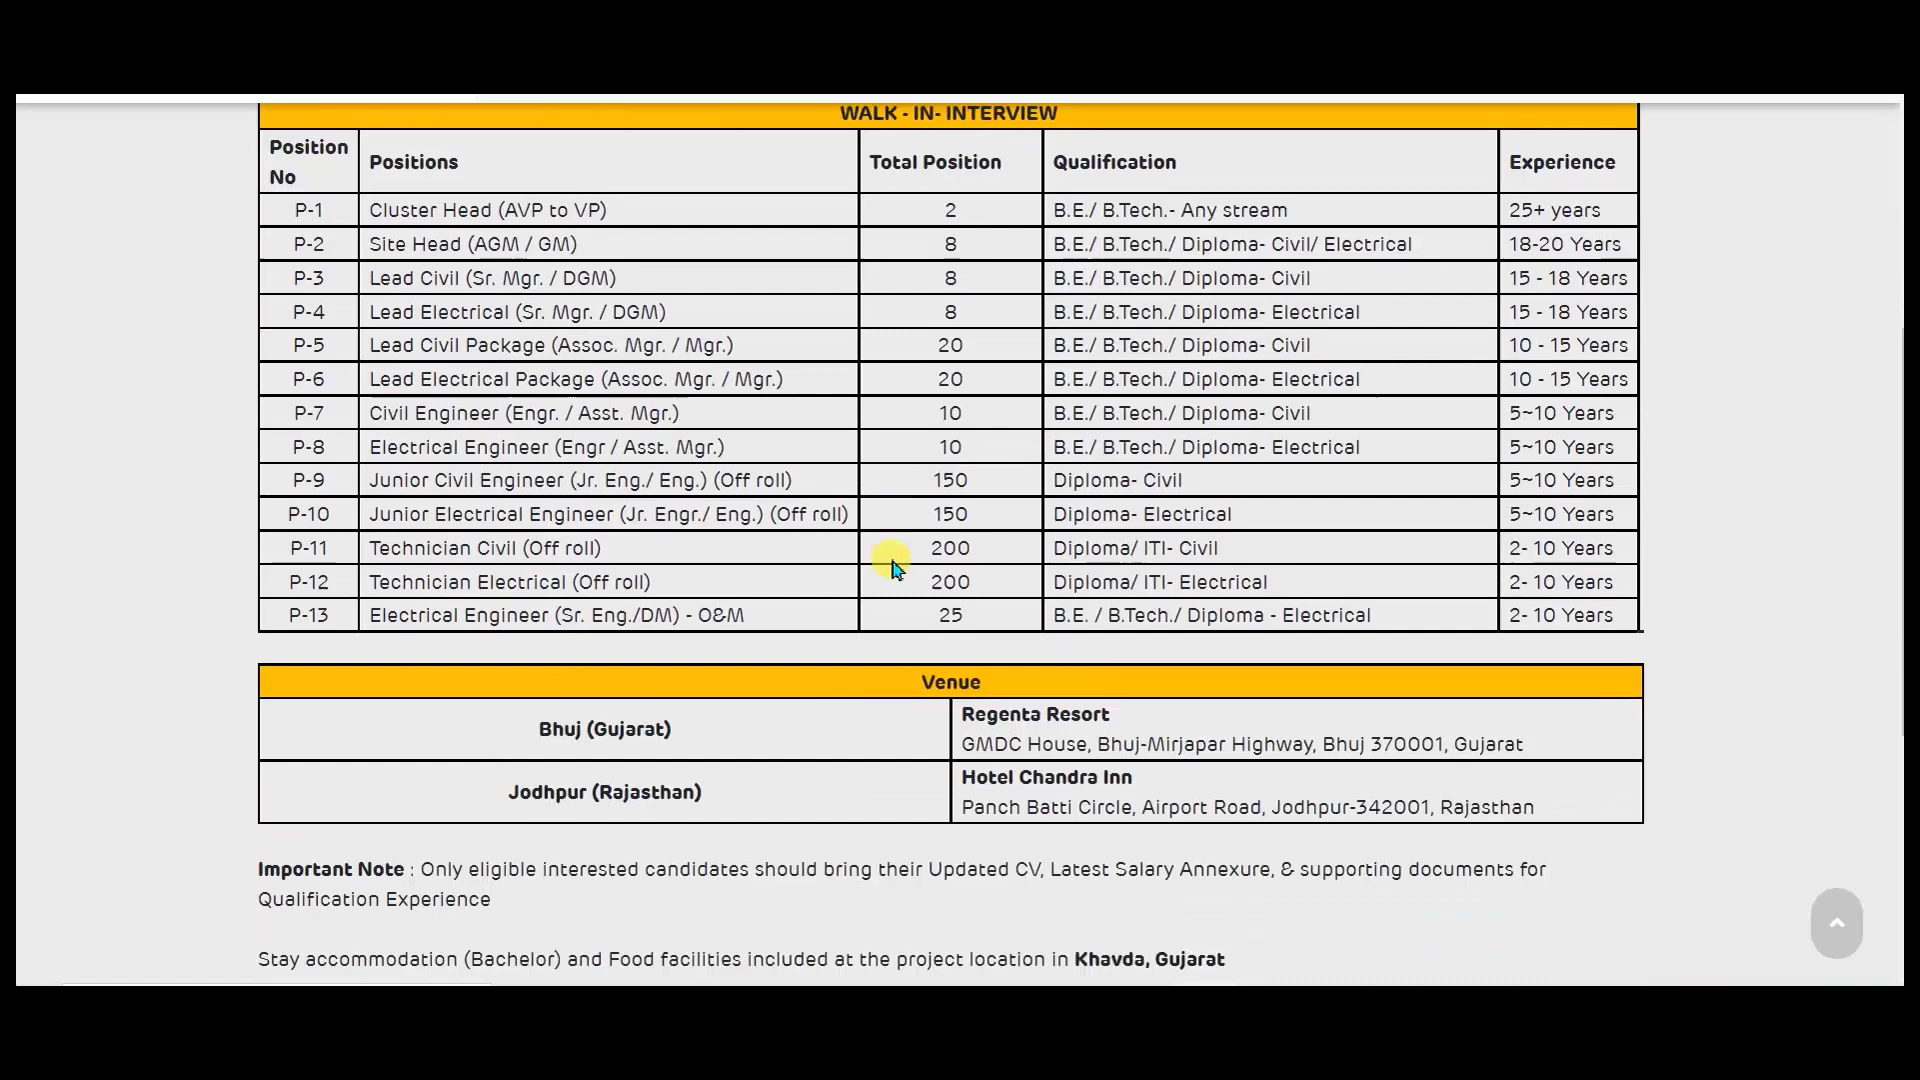 WALK - IN- INTERVIEW
Position No Positions Total Position Qualification Experience
P-1 Cluster Head (AVP to VP) 2 B.E./ B.Tech.- Any stream 25+ years
P-2 Site Head (AGM / GM) 8 B.E./ B.Tech./ Diploma- Civil/ Electrical 18-20 Years
P-3 Lead Civil (Sr. Mgr. / DGM) 8 B.E./ B.Tech./ Diploma- Civil 15 - 18 Years
P-4 Lead Electrical (Sr. Mgr. / DGM) 8 B.E./ B.Tech./ Diploma- Electrical 15 - 18 Years
P-5 Lead Civil Package (Assoc. Mgr. / Mgr.) 20 B.E./ B.Tech./ Diploma- Civil 10 - 15 Years
P-6 Lead Electrical Package (Assoc. Mgr. / Mgr.) 20 B.E./ B.Tech./ Diploma- Electrical 10 - 15 Years
P-7 Civil Engineer (Engr. / Asst. Mgr.) 10 B.E./ B.Tech./ Diploma- Civil 5~10 Years
P-8 Electrical Engineer (Engr / Asst. Mgr.) 10 B.E./ B.Tech./ Diploma- Electrical 5~10 Years
P-9 Junior Civil Engineer (Jr. Eng./ Eng.) (Off roll) 150 Diploma- Civil 5~10 Years
P-10 Junior Electrical Engineer (Jr. Engr./ Eng.) (Off roll) 150 Diploma- Electrical 5~10 Years
P-11 Technician Civil (Off roll) 200 Diploma/ ITI- Civil 2- 10 Years
P-12 Technician Electrical (Off roll) 200 Diploma/ ITI- Electrical 2- 10 Years
P-13 Electrical Engineer (Sr. Eng./DM) - O&M 25 B.E. / B.Tech./ Diploma - Electrical 2- 10 Years
Venue
Bhuj (Gujarat)
Regenta Resort
GMDC House, Bhuj-Mirjapar Highway, Bhuj 370001, Gujarat
Jodhpur (Rajasthan)
Hotel Chandra Inn
Panch Batti Circle, Airport Road, Jodhpur-342001, Rajasthan
Important Note : Only eligible interested candidates should bring their Updated CV, Latest Salary Annexure, & supporting documents for
Qualification Experience
Stay accommodation (Bachelor) and Food facilities included at the project location in Khavda, Gujarat